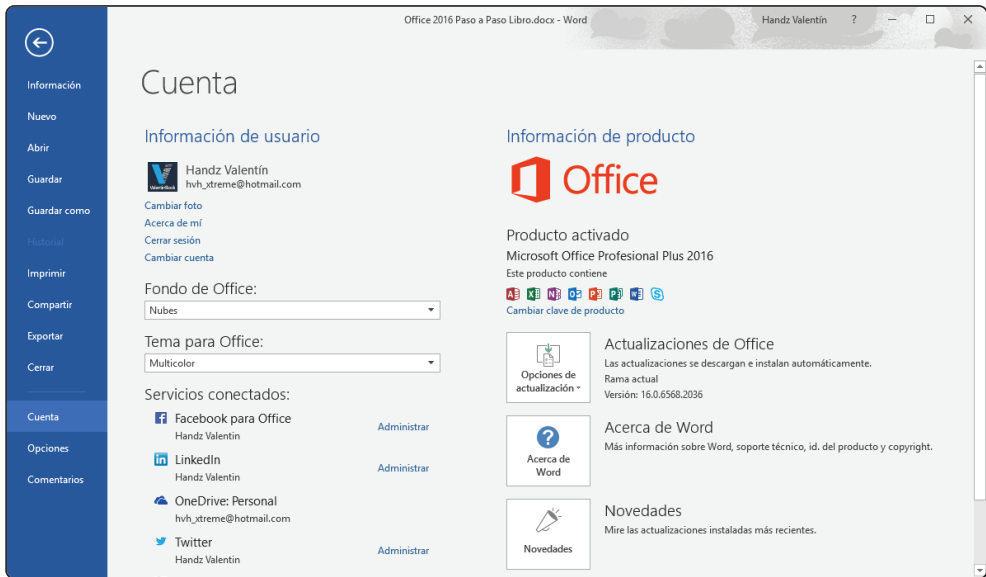 Office 2016 Paso a Paso Libro.docx - Word
Handz Valentín
?
Información
Nuevo
Abrir
Guardar
Guardar como
Historial
Imprimir
Compartir
Exportar
Cerrar
Cuenta
Opciones
Comentarios
Cuenta
Información de usuario
Handz Valentín
hvh_xtreme@hotmail.com
Cambiar foto
Acerca de mí
Cerrar sesión
Cambiar cuenta
Fondo de Office:
Nubes
Tema para Office:
Multicolor
Servicios conectados:
Facebook para Office
Handz Valentin
Administrar
LinkedIn
Handz Valentin
Administrar
OneDrive: Personal
hvh_xtreme@hotmail.com
Twitter
Handz Valentin
Administrar
Información de producto
Office
Producto activado
Microsoft Office Profesional Plus 2016
Este producto contiene
Cambiar clave de producto
Opciones de
actualización
Actualizaciones de Office
Las actualizaciones se descargan e instalan automáticamente.
Rama actual
Versión: 16.0.6568.2036
Acerca de
Word
Acerca de Word
Más información sobre Word, soporte técnico, id. del producto y copyright.
Novedades
Novedades
Mire las actualizaciones instaladas más recientes.